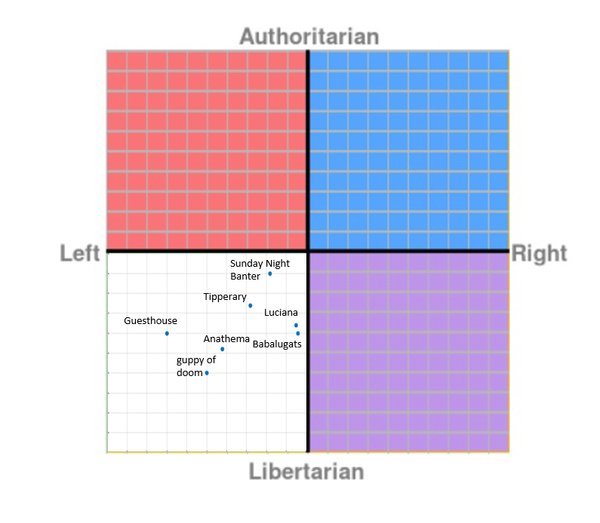 Authoritarian
Left
Right
Sunday Night
Banter
Tipperary
Luciana
Guesthouse
Anathema
Babalugats
guppy of
doom
Libertarian